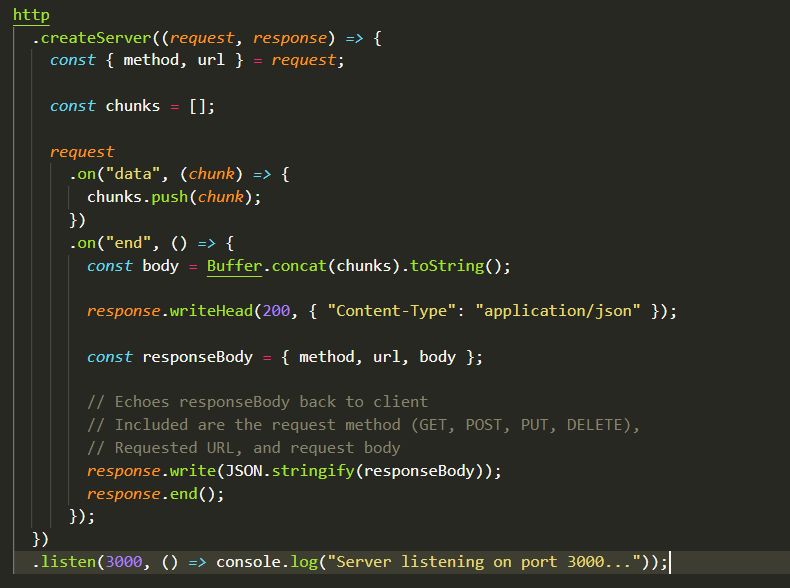 http
.createServer((request, response) => {
const { method, url } = request;
const chunks = [];
request
.on("data", (chunk) => {
chunks.push(chunk);
})
.on("end", () => {
const body = Buffer.concat(chunks).toString();
response.writeHead(200, { "Content-Type": "application/json" });
const responseBody = { method, url, body };
// Echoes responseBody back to client
// Included are the request method (GET, POST, PUT, DELETE),
// Requested URL, and request body
response.write(JSON.stringify(responseBody));
response.end();
});
})
.listen(3000, () => console.log("Server listening on port 3000..."));